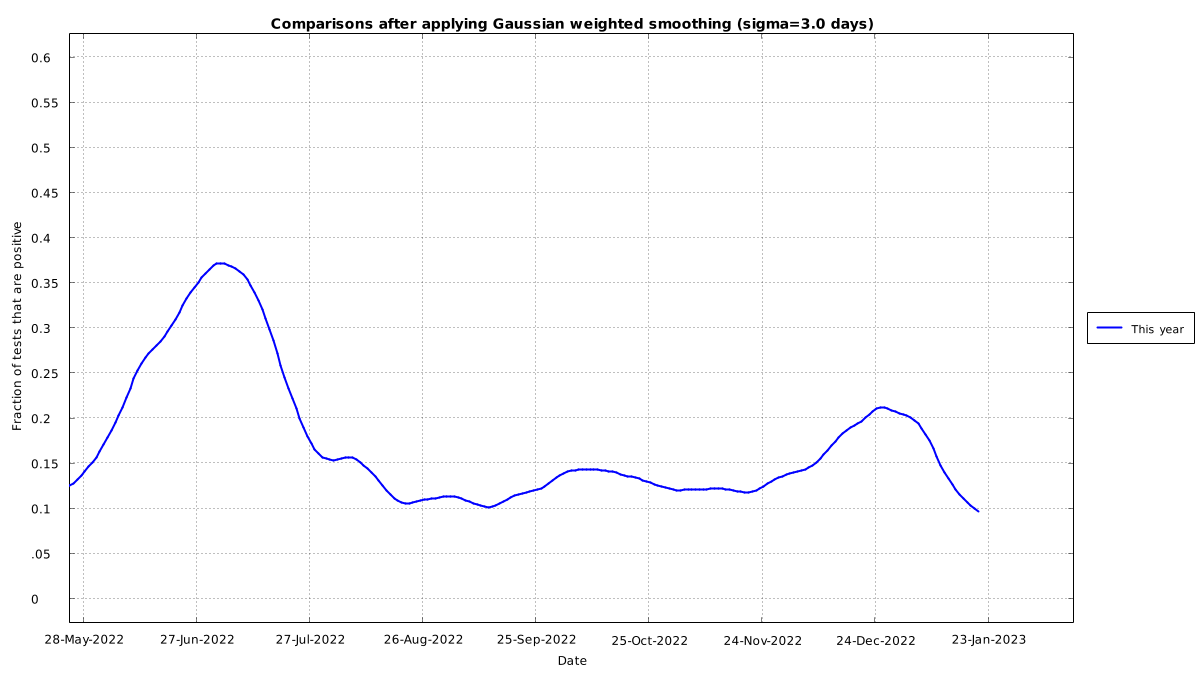 Comparisons after applying Gaussian weighted smoothing (sigma=3.0 days)
0.6
0.55
0.5
0.45
0.4
0.35
0.3
0.25
0.2
0.15
0.1
.05
0
Fraction of tests that are positive
28-May-2022 27-Jun-2022 27-Jul-2022 26-Aug-2022 25-Sep-2022 25-Oct-2022 24-Nov-2022 24-Dec-2022 23-Jan-2023
Date
This year